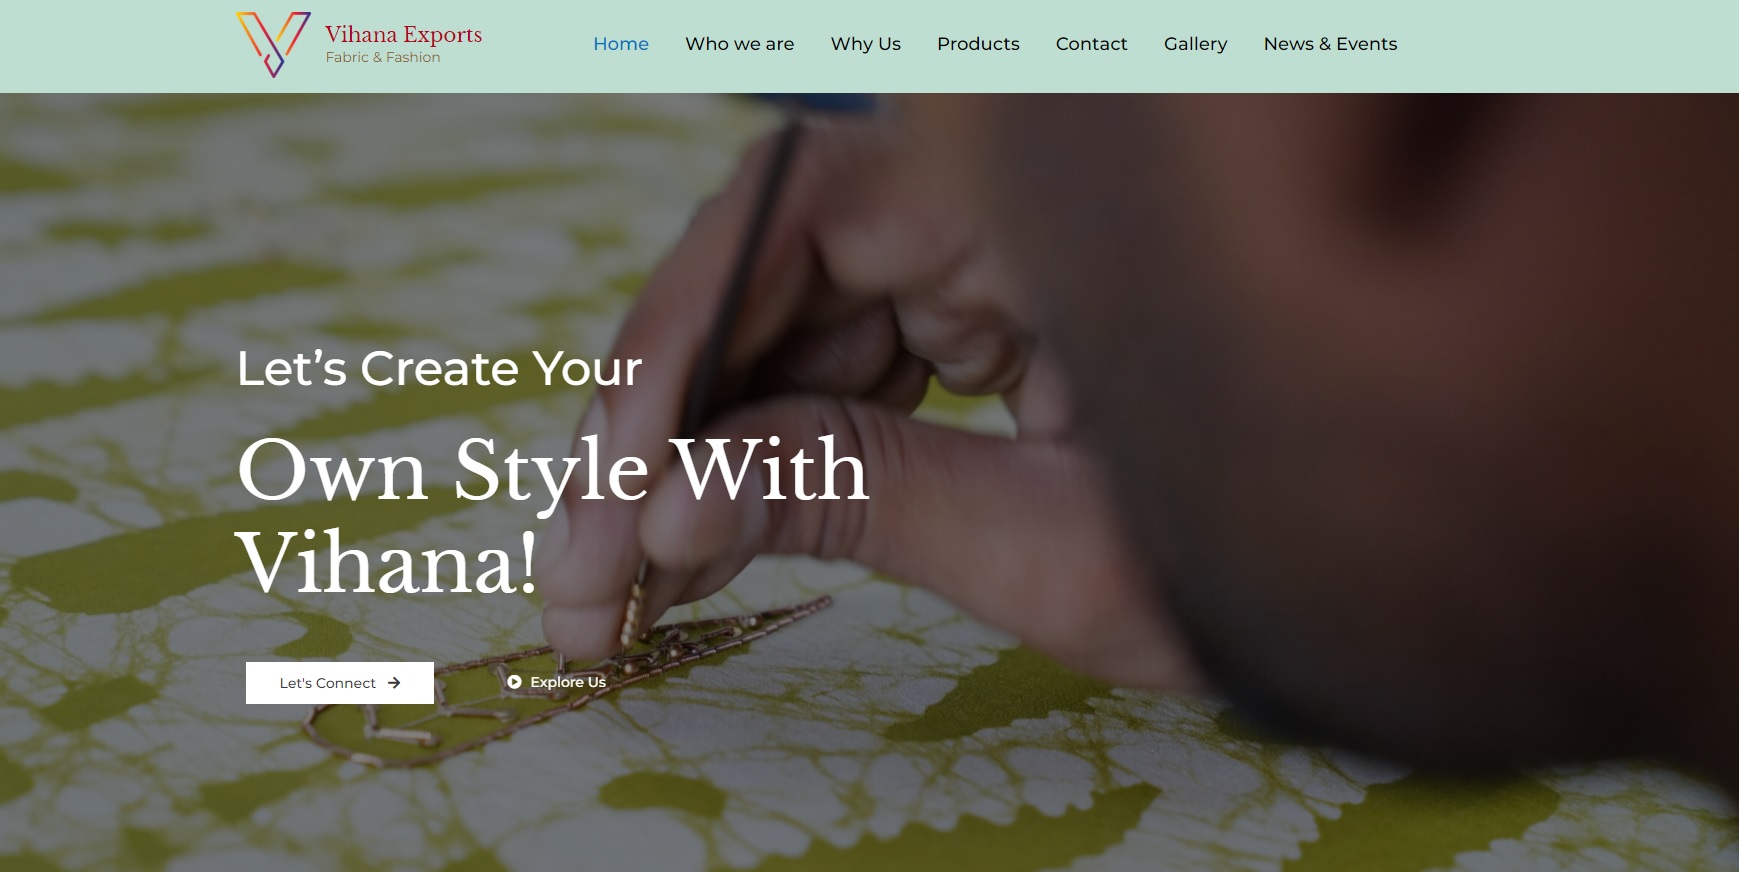 Vihana Exports
Fabric & Fashion
Home Who we are Why Us Products Contact Gallery News & Events
Let’s Create Your
Own Style With
Vihana!
Let's Connect
Explore Us